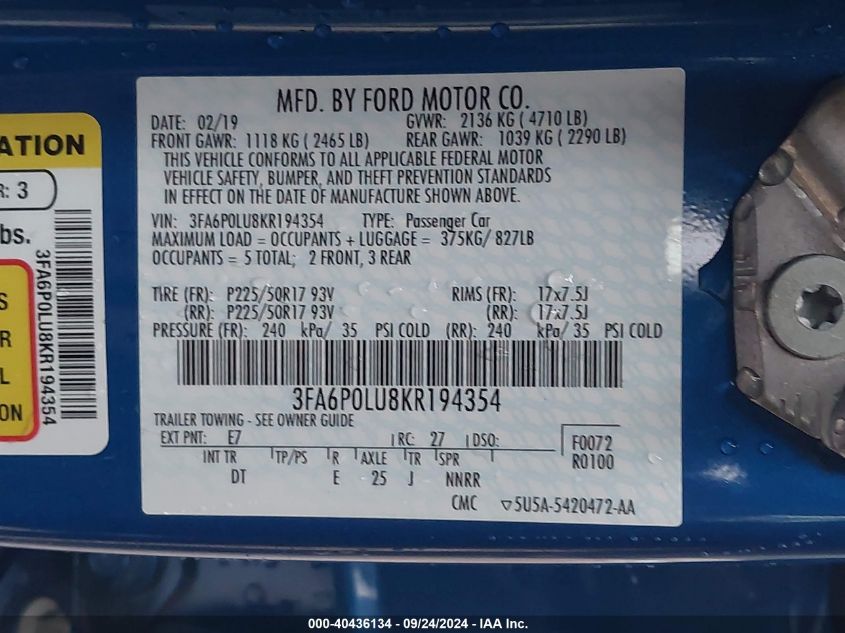 MFD. BY FORD MOTOR CO.
DATE: 02/19 GVWR: 2136 KG ( 4710 LB)
FRONT GAWR: 1118 KG ( 2465 LB) REAR GAWR: 1039 KG ( 2290 LB)
THIS VEHICLE CONFORMS TO ALL APPLICABLE FEDERAL MOTOR
VEHICLE SAFETY, BUMPER, AND THEFT PREVENTION STANDARDS
IN EFFECT ON THE DATE OF MANUFACTURE SHOWN ABOVE.
VIN: 3FA6P0LU8KR194354 TYPE: Passenger Car
MAXIMUM LOAD = OCCUPANTS + LUGGAGE = 375KG/ 827LB
OCCUPANTS = 5 TOTAL; 2 FRONT, 3 REAR
TIRE (FR): P225/50R17 93V RIMS (FR): 17x7.5J
(RR): P225/50R17 93V (RR): 17x7.5J
PRESSURE (FR): 240 kPa/ 35 PSI COLD (RR): 240 kPa/ 35 PSI COLD
3FA6P0LU8KR194354
TRAILER TOWING - SEE OWNER GUIDE
EXT PNT: E7 RC: 27 DSO: F0072
INT TR TP/PS R AXLE TR SPR R0100
DT E 25 J NNRR
CMC ▽5U5A-5420472-AA
ATION
R: 3
bs.
S
R
L
ON
3FA6P0LU8KR194354
000-40436134 - 09/24/2024 - IAA Inc.